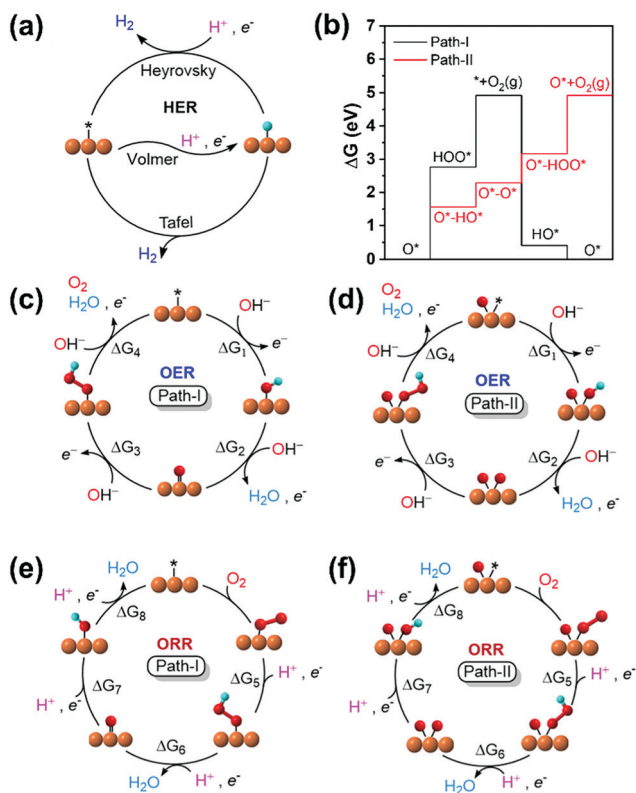 (a)
H₂
H⁺, e⁻
Heyrovsky
HER
*
H⁺, e⁻
Volmer
Tafel
H₂
(b)
ΔG (eV)
7
6
5
4
3
2
1
0
Path-I
Path-II
*+O₂(g)
O*+O₂(g)
HOO*
O*-HOO*
O*-O*
O*-HO*
HO*
O*
O*
(c)
O₂
H₂O, e⁻
*
OH⁻
OH⁻
ΔG₄
ΔG₁
e⁻
OER
Path-I
ΔG₃
ΔG₂
OH⁻
e⁻
OH⁻
H₂O, e⁻
(d)
O₂
H₂O, e⁻
*
OH⁻
OH⁻
ΔG₄
ΔG₁
e⁻
OER
Path-II
ΔG₃
ΔG₂
OH⁻
e⁻
OH⁻
H₂O, e⁻
(e)
H₂O
*
O₂
H⁺, e⁻
ΔG₈
ORR
Path-I
ΔG₇
ΔG₅
H⁺, e⁻
H⁺, e⁻
ΔG₆
H₂O
H⁺, e⁻
(f)
H₂O
*
O₂
H⁺, e⁻
ΔG₈
ORR
Path-II
ΔG₇
ΔG₅
H⁺, e⁻
H⁺, e⁻
ΔG₆
H₂O
H⁺, e⁻